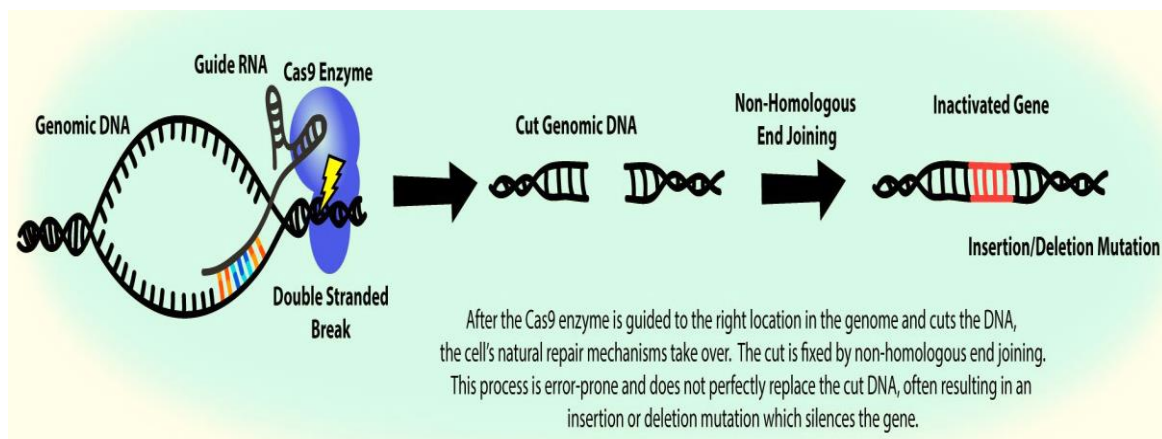 Guide RNA
Cas9 Enzyme
Genomic DNA
Double Stranded
Break
Cut Genomic DNA
Non-Homologous
End Joining
Inactivated Gene
Insertion/Deletion Mutation
After the Cas9 enzyme is guided to the right location in the genome and cuts the DNA,
the cell's natural repair mechanisms take over. The cut is fixed by non-homologous end joining.
This process is error-prone and does not perfectly replace the cut DNA, often resulting in an
insertion or deletion mutation which silences the gene.